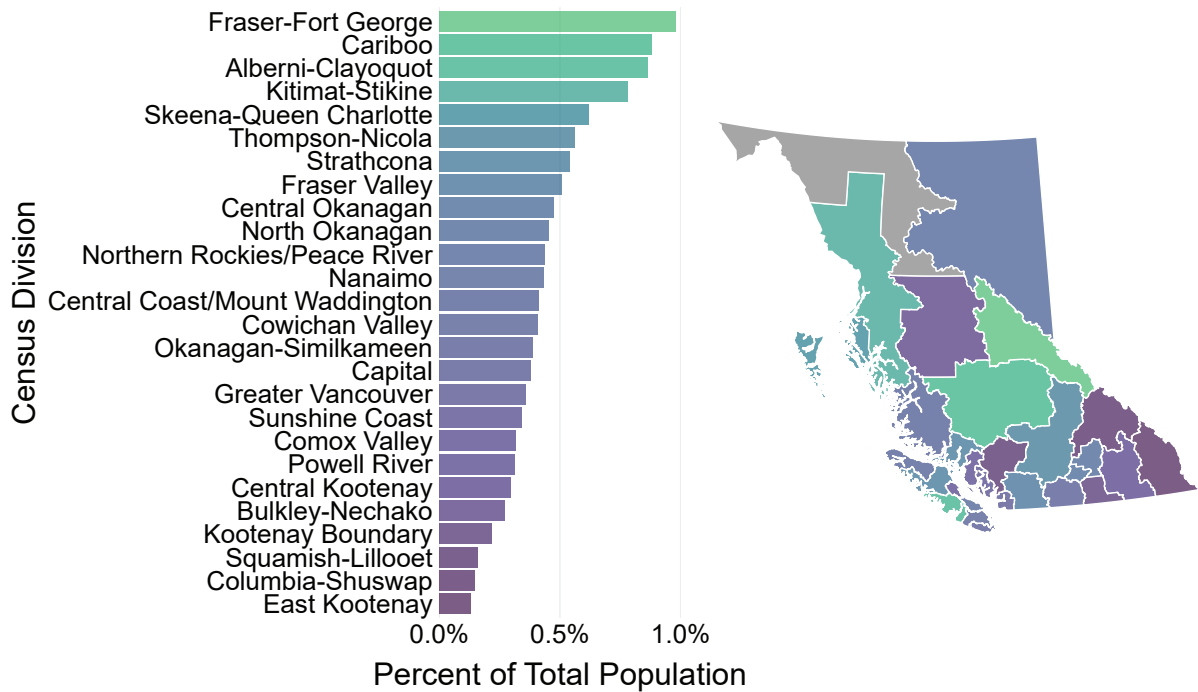 Census Division
Fraser-Fort George
Cariboo
Alberni-Clayoquot
Kitimat-Stikine
Skeena-Queen Charlotte
Thompson-Nicola
Strathcona
Fraser Valley
Central Okanagan
North Okanagan
Northern Rockies/Peace River
Nanaimo
Central Coast/Mount Waddington
Cowichan Valley
Okanagan-Similkameen
Capital
Greater Vancouver
Sunshine Coast
Comox Valley
Powell River
Central Kootenay
Bulkley-Nechako
Kootenay Boundary
Squamish-Lillooet
Columbia-Shuswap
East Kootenay
0.0% 0.5% 1.0%
Percent of Total Population